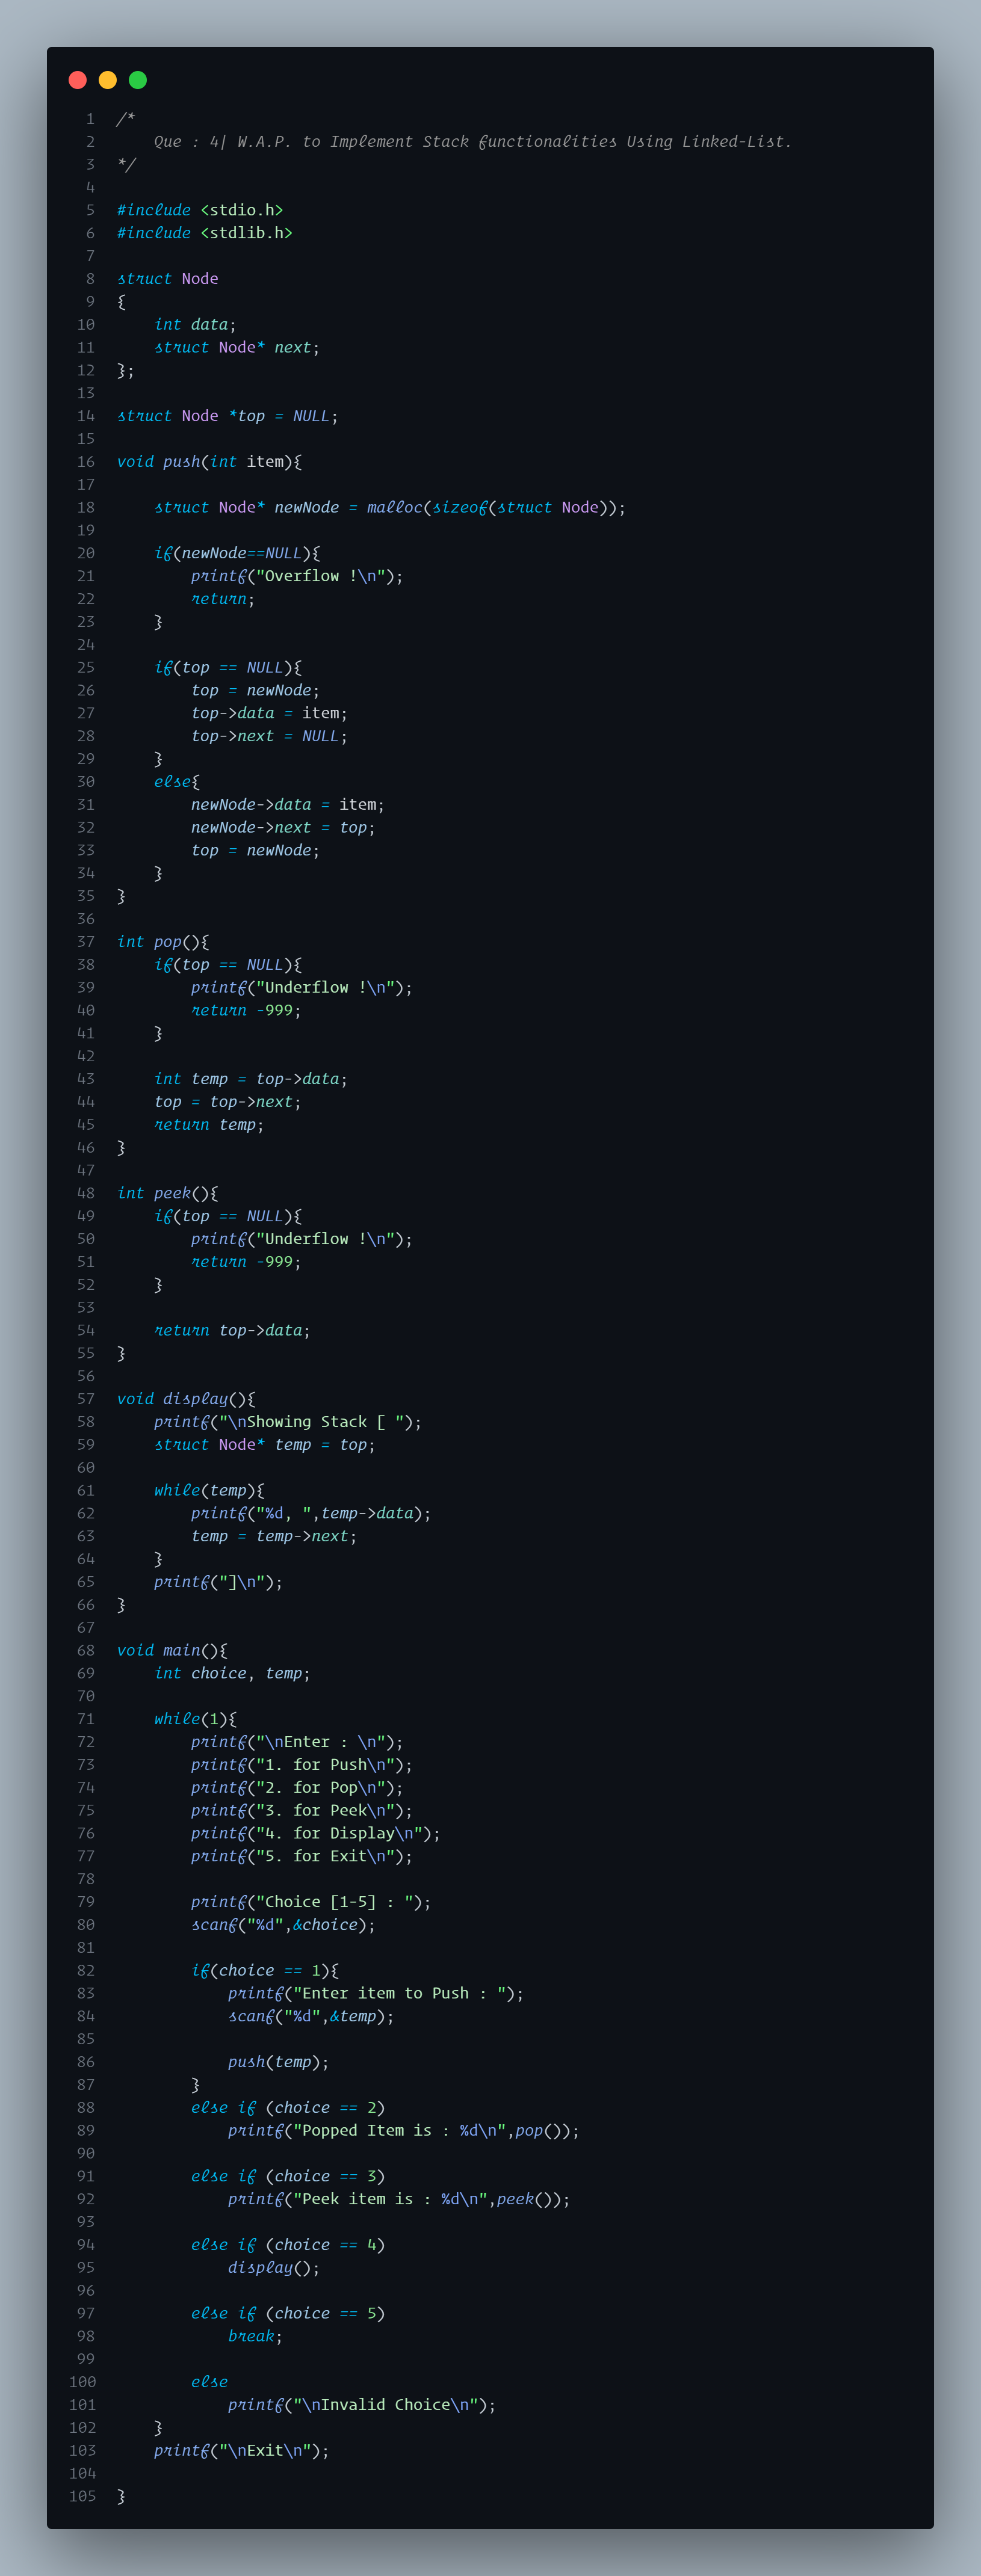 1 /*
2 Que : 4| W.A.P. to Implement Stack functionalities Using Linked-List.
3 */
4
5 #include <stdio.h>
6 #include <stdlib.h>
7
8 struct Node
9 {
10     int data;
11     struct Node* next;
12 };
13
14 struct Node *top = NULL;
15
16 void push(int item){
17
18     struct Node* newNode = malloc(sizeof(struct Node));
19
20     if(newNode==NULL){
21         printf("Overflow !\n");
22         return;
23     }
24
25     if(top == NULL){
26         top = newNode;
27         top->data = item;
28         top->next = NULL;
29     }
30     else{
31         newNode->data = item;
32         newNode->next = top;
33         top = newNode;
34     }
35 }
36
37 int pop(){
38     if(top == NULL){
39         printf("Underflow !\n");
40         return -999;
41     }
42
43     int temp = top->data;
44     top = top->next;
45     return temp;
46 }
47
48 int peek(){
49     if(top == NULL){
50         printf("Underflow !\n");
51         return -999;
52     }
53
54     return top->data;
55 }
56
57 void display(){
58     printf("\nShowing Stack [ ");
59     struct Node* temp = top;
60
61     while(temp){
62         printf("%d, ",temp->data);
63         temp = temp->next;
64     }
65     printf("]\n");
66 }
67
68 void main(){
69     int choice, temp;
70
71     while(1){
72         printf("\nEnter : \n");
73         printf("1. for Push\n");
74         printf("2. for Pop\n");
75         printf("3. for Peek\n");
76         printf("4. for Display\n");
77         printf("5. for Exit\n");
78
79         printf("Choice [1-5] : ");
80         scanf("%d",&choice);
81
82         if(choice == 1){
83             printf("Enter item to Push : ");
84             scanf("%d",&temp);
85
86             push(temp);
87         }
88         else if (choice == 2)
89             printf("Popped Item is : %d\n",pop());
90
91         else if (choice == 3)
92             printf("Peek item is : %d\n",peek());
93
94         else if (choice == 4)
95             display();
96
97         else if (choice == 5)
98             break;
99
100         else
101             printf("\nInvalid Choice\n");
102     }
103     printf("\nExit\n");
104
105 }